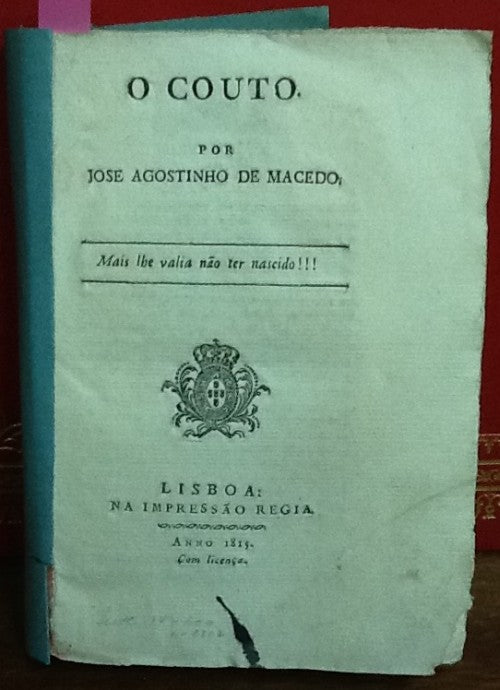 O COUTO.
POR
JOSE AGOSTINHO DE MACEDO,
Mais lhe valia não ter nascido!!!
LISBOA:
NA IMPRESSÃO REGIA.
ANNO 1815.
Com licença.